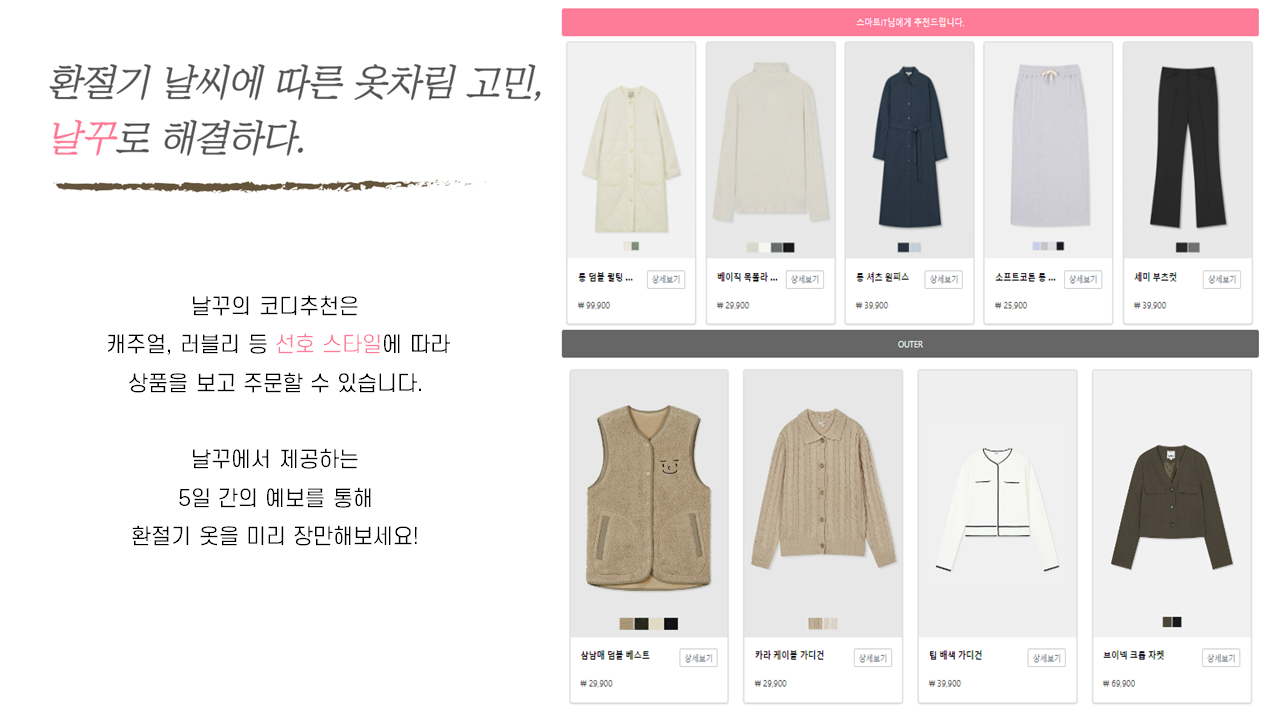 환절기 날씨에 따른 옷차림 고민,
날꾸로 해결하다.
날꾸의 코디추천은
캐주얼, 러블리 등 선호 스타일에 따라
상품을 보고 주문할 수 있습니다.
날꾸에서 제공하는
5일 간의 예보를 통해
환절기 옷을 미리 장만해보세요!
스마트IT님에게 추천드립니다.
롱 덤블 퀼팅 ... 상세보기
₩ 99,900
베이직 목폴라 ... 상세보기
₩ 29,900
롱 셔츠 원피스 상세보기
₩ 39,900
소프트코튼 롱 ... 상세보기
₩ 25,900
세미 부츠컷 상세보기
₩ 39,900
OUTER
삼남매 덤블 베스트 상세보기
₩ 29,900
카라 케이블 가디건 상세보기
₩ 29,900
팁 배색 가디건 상세보기
₩ 39,900
브이넥 크롭 자켓 상세보기
₩ 69,900